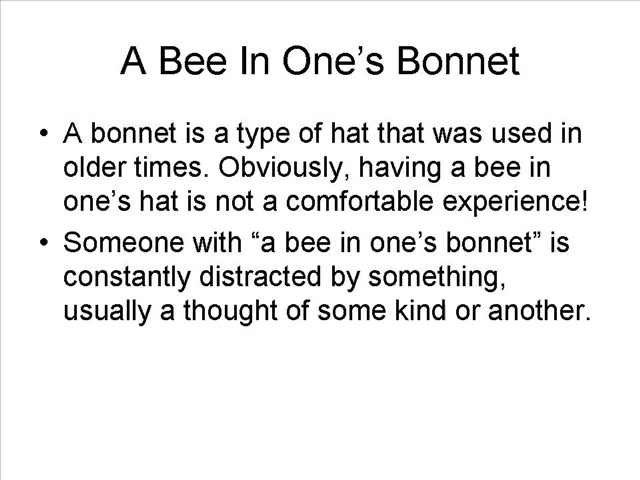 A Bee In One’s Bonnet
• A bonnet is a type of hat that was used in
older times. Obviously, having a bee in
one’s hat is not a comfortable experience!
• Someone with “a bee in one’s bonnet” is
constantly distracted by something,
usually a thought of some kind or another.